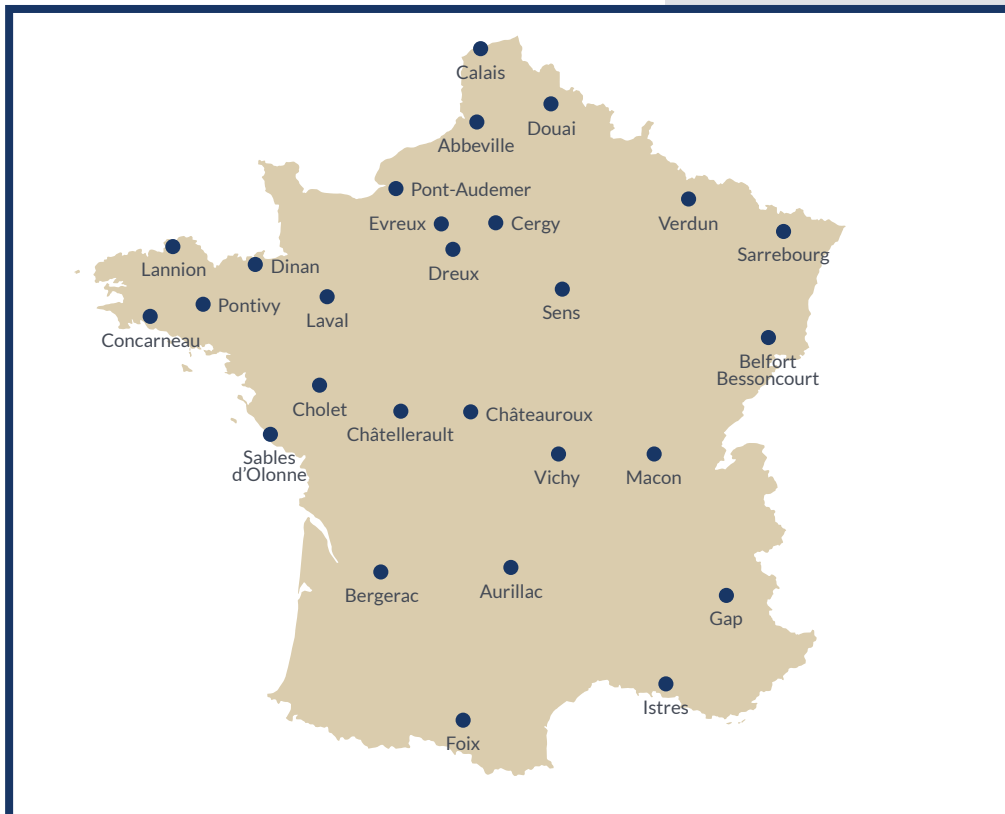 Calais
Douai
Abbeville
Pont-Audemer
Verdun
Evreux
Cergy
Sarrebourg
Dreux
Lannion
Dinan
Pontivy
Sens
Laval
Concarneau
Belfort
Bessoncourt
Cholet
Châteauroux
Châtellerault
Sables
d’Olonne
Vichy
Macon
Bergerac
Aurillac
Gap
Istres
Foix